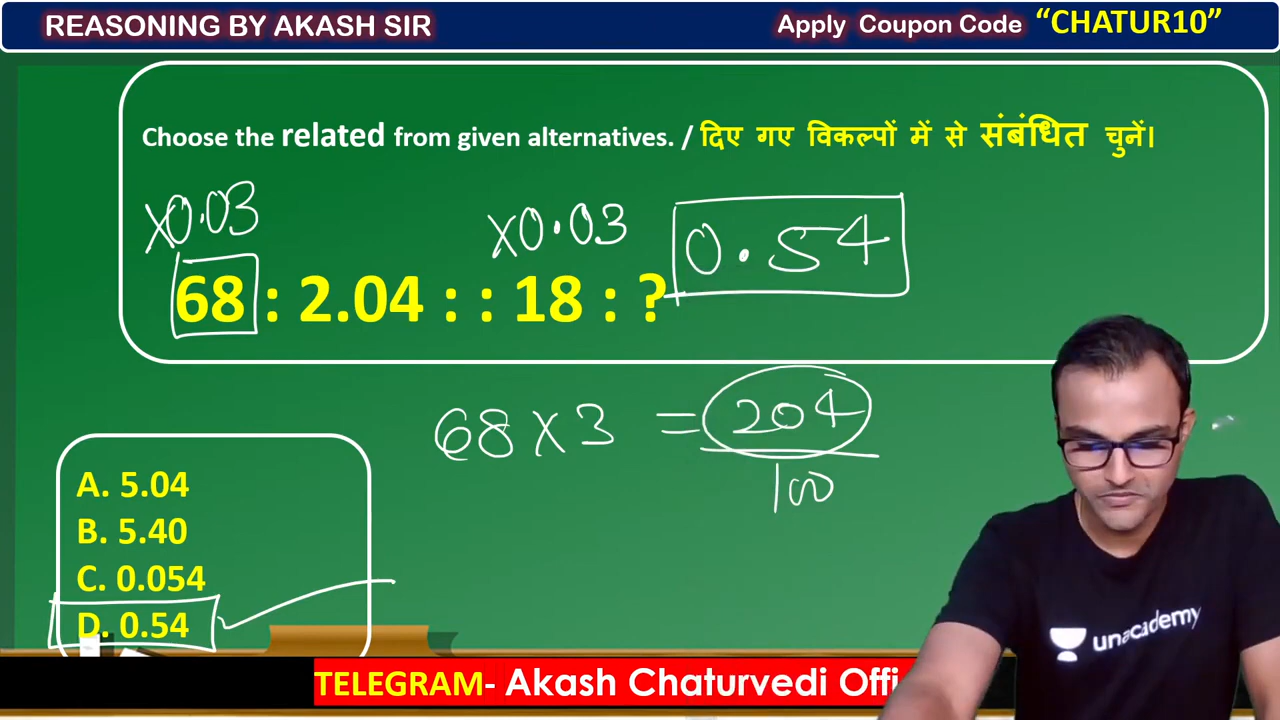 REASONING BY AKASH SIR
Apply Coupon Code “CHATUR10”
Choose the related from given alternatives. / दिए गए विकल्पों में से संबंधित चुनें।
X0.03 X0.03 0.54
68 : 2.04 : : 18 : ?
68 X 3 = 204
100
A. 5.04
B. 5.40
C. 0.054
D. 0.54
unacademy
TELEGRAM- Akash Chaturvedi Offi